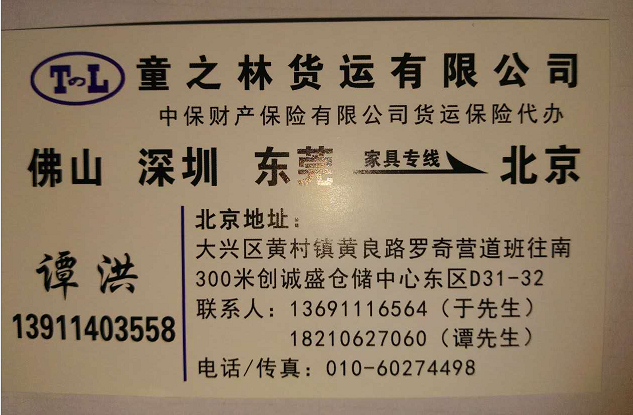 TのL 童之林货运有限公司
中保财产保险有限公司货运保险代办
佛山 深圳 东莞 家具专线 北京
谭洪
13911403558
北京地址:
大兴区黄村镇黄良路罗奇营道班往南
300米创诚盛仓储中心东区D31-32
联系人: 13691116564 (于先生)
18210627060 (谭先生)
电话/传真: 010-60274498